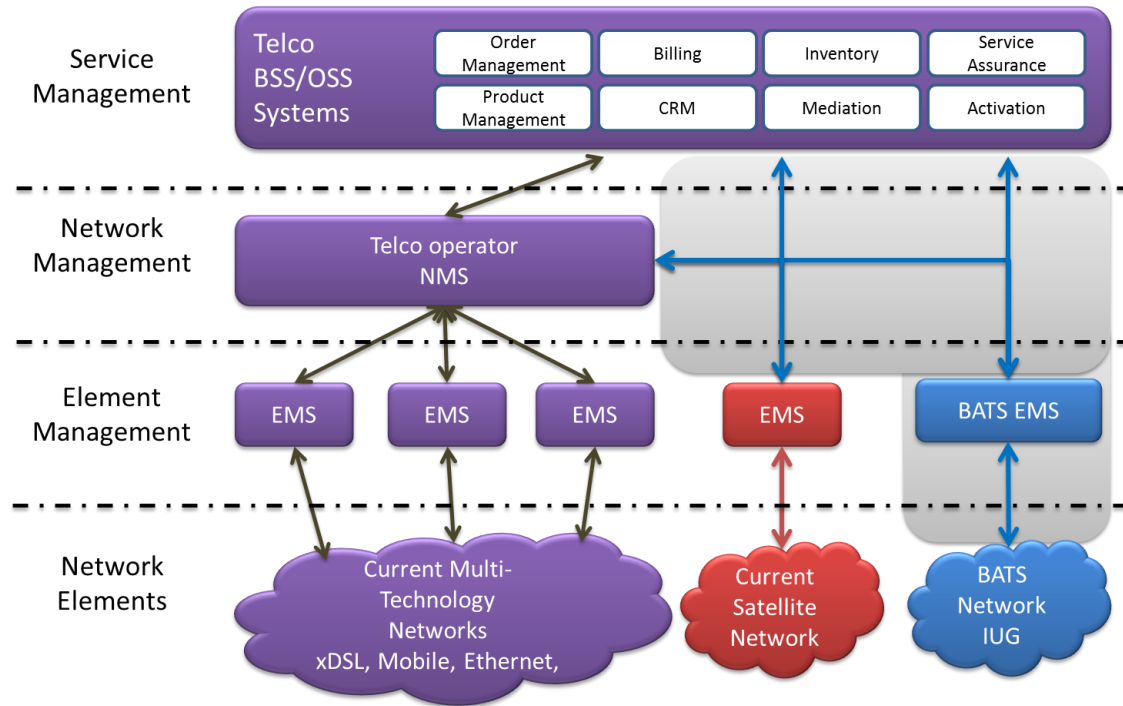 Service
Management
Telco
BSS/OSS
Systems
Order
Management
Billing
Inventory
Service
Assurance
Product
Management
CRM
Mediation
Activation
Network
Management
Telco operator
NMS
Element
Management
EMS
EMS
EMS
EMS
BATS EMS
Network
Elements
Current Multi-
Technology
Networks
xDSL, Mobile, Ethernet,
Current
Satellite
Network
BATS
Network
IUG